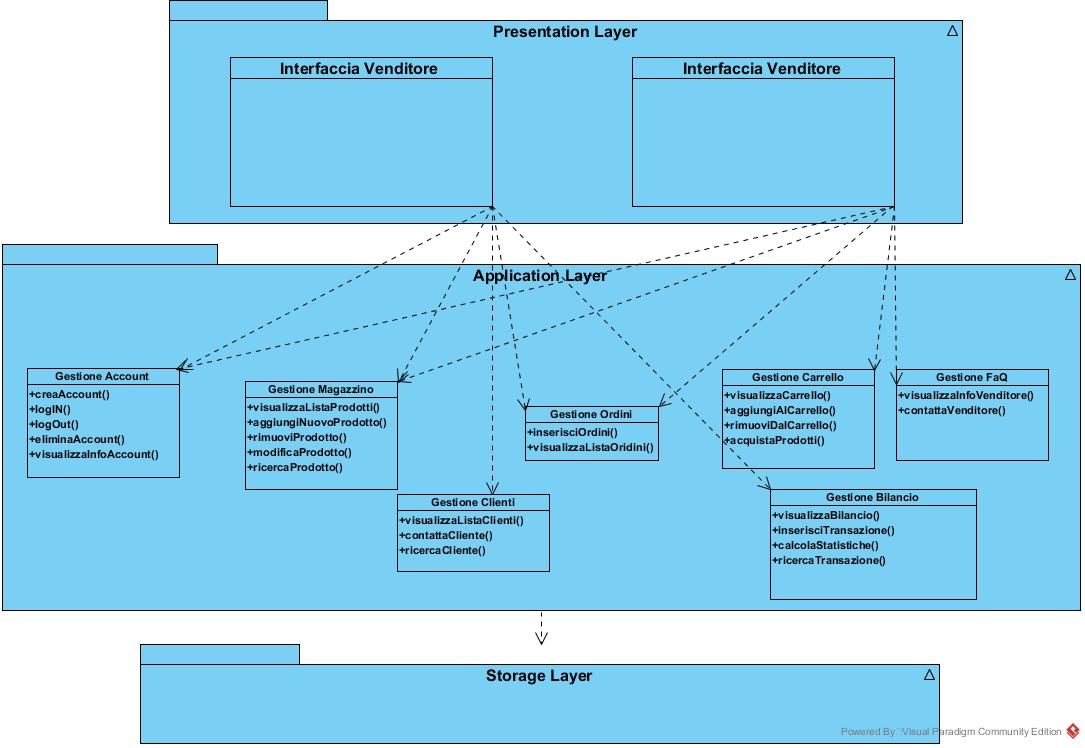 Presentation Layer
Interfaccia Venditore
Interfaccia Venditore
Application Layer
Gestione Account
+creaAccount()
+logIN()
+logOut()
+eliminaAccount()
+visualizzaInfoAccount()
Gestione Magazzino
+visualizzaListaProdotti()
+aggiungiNuovoProdotto()
+rimuoviProdotto()
+modificaProdotto()
+ricercaProdotto()
Gestione Ordini
+inserisciOrdini()
+visualizzaListaOridini()
Gestione Carrello
+visualizzaCarrello()
+aggiungiAlCarrello()
+rimuoviDalCarrello()
+acquistaProdotti()
Gestione FaQ
+visualizzaInfoVenditore()
+contattaVenditore()
Gestione Clienti
+visualizzaListaClienti()
+contattaCliente()
+ricercaCliente()
Gestione Bilancio
+visualizzaBilancio()
+inserisciTransazione()
+calcolaStatistiche()
+ricercaTransazione()
Storage Layer
Powered By Visual Paradigm Community Edition